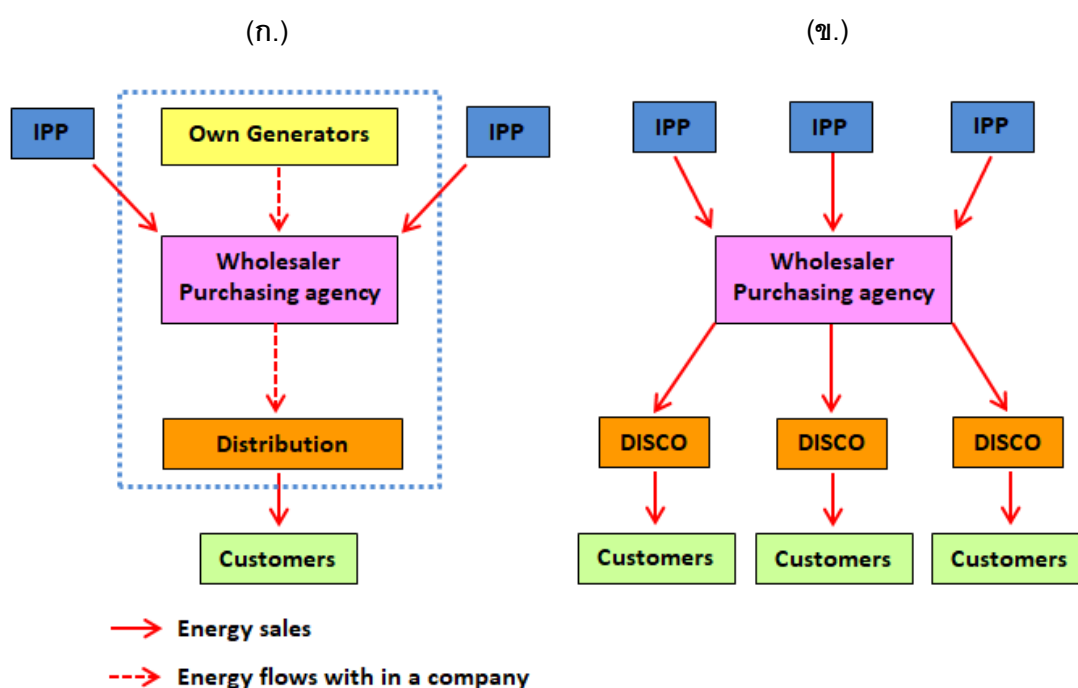 (ก.)
IPP
Own Generators
IPP
Wholesaler
Purchasing agency
Distribution
Customers
(ข.)
IPP
IPP
IPP
Wholesaler
Purchasing agency
DISCO
DISCO
DISCO
Customers
Customers
Customers
Energy sales
Energy flows with in a company